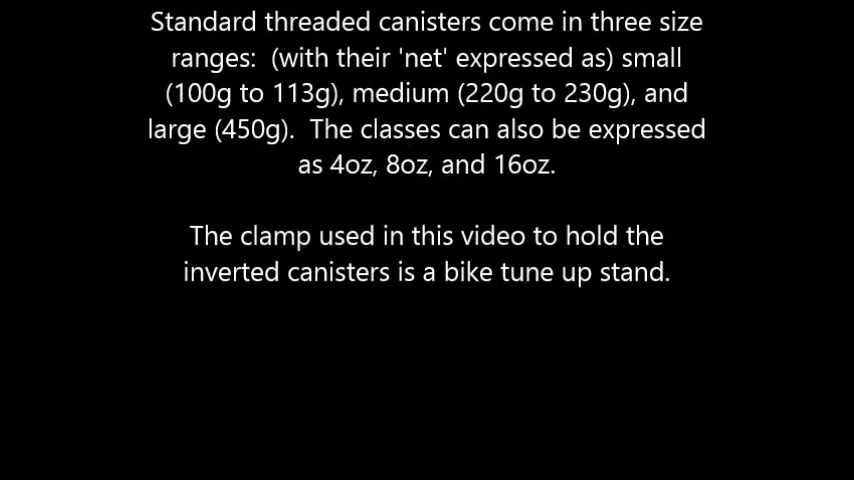 Standard threaded canisters come in three size
ranges:  (with their 'net' expressed as) small
(100g to 113g), medium (220g to 230g), and
large (450g).  The classes can also be expressed
as 4oz, 8oz, and 16oz.
The clamp used in this video to hold the
inverted canisters is a bike tune up stand.